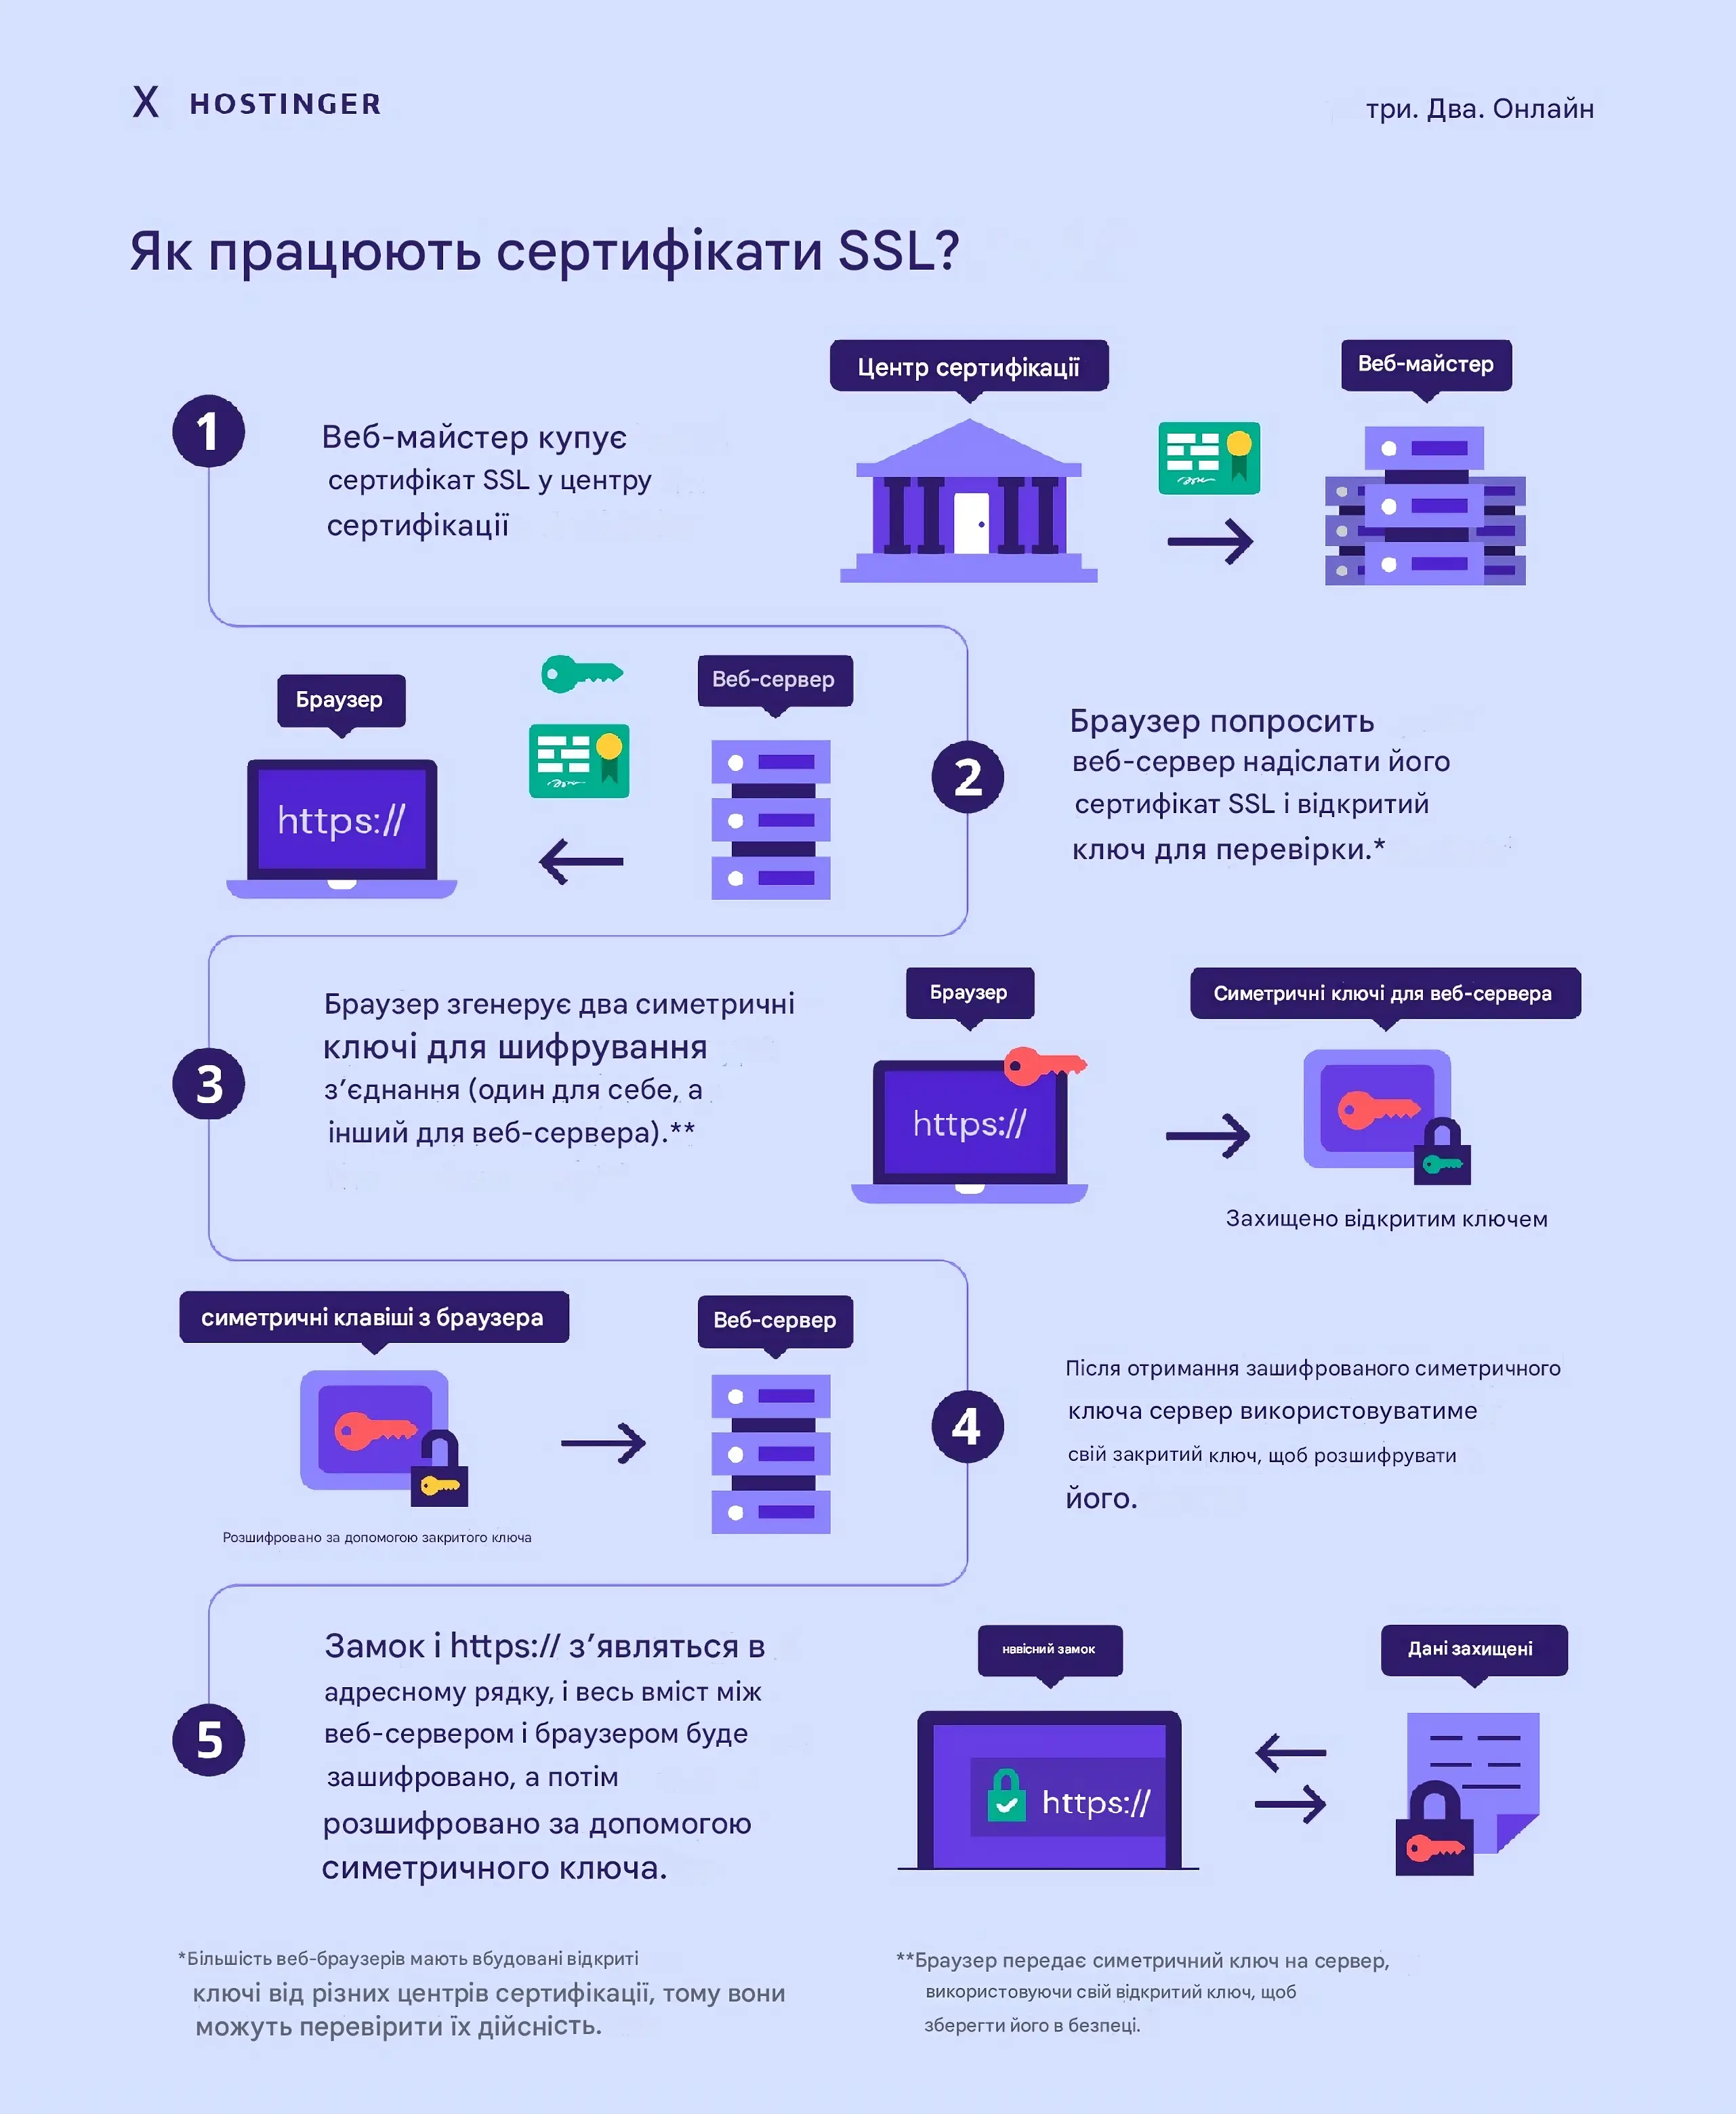 X HOSTINGER
три. Два. Онлайн
Як працюють сертифікати SSL?
1
Веб-майстер купує
сертифікат SSL у центру
сертифікації
Центр сертифікації
Веб-майстер
Браузер
https://
Веб-сервер
2
Браузер попросить
веб-сервер надіслати його
сертифікат SSL і відкритий
ключ для перевірки.*
3
Браузер згенерує два симетричні
ключі для шифрування
з’єднання (один для себе, а
інший для веб-сервера).**
Браузер
https://
Симетричні ключі для веб-сервера
Захищено відкритим ключем
симетричні клавіші з браузера
Розшифровано за допомогою закритого ключа
Веб-сервер
4
Після отримання зашифрованого симетричного
ключа сервер використовуватиме
свій закритий ключ, щоб розшифрувати
його.
5
Замок і https:// з’являться в
адресному рядку, і весь вміст між
веб-сервером і браузером буде
зашифровано, а потім
розшифровано за допомогою
симетричного ключа.
навісний замок
https://
Дані захищені
*Більшість веб-браузерів мають вбудовані відкриті
ключі від різних центрів сертифікації, тому вони
можуть перевірити їх дійсність.
**Браузер передає симетричний ключ на сервер,
використовуючи свій відкритий ключ, щоб
зберегти його в безпеці.